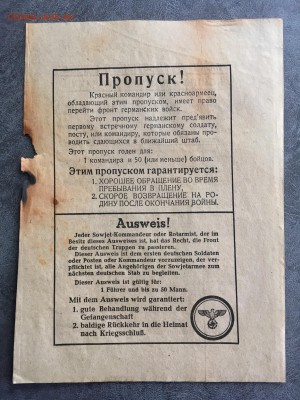 Пропуск!
Красный командир или красноармеец,
обладающий этим пропуском, имеет право
перейти фронт германских войск.
Этот пропуск надлежит пред'явить
первому встречному германскому солдату,
посту, или командиру, которые обязаны про-
водить сдающихся в ближайший штаб.
Этот пропуск годен для:
1 командира и 50 (или меньше) бойцов.
Этим пропуском гарантируется:
1. ХОРОШЕЕ ОБРАЩЕНИЕ ВО ВРЕМЯ
ПРЕБЫВАНИЯ В ПЛЕНУ.
2. СКОРОЕ ВОЗВРАЩЕНИЕ НА РО-
ДИНУ ПОСЛЕ ОКОНЧАНИЯ ВОЙНЫ.
Ausweis!
Jeder Sowjet-Kommandeur oder Rotarmist, der im
Besitz dieses Ausweises ist, hat das Recht, die Front
der deutschen Truppen zu passieren.
Dieser Ausweis ist dem ersten deutschen Soldaten
oder Posten oder Kommandeur vorzuzeigen, der ver-
pflichtet ist, alle Angehörigen der Sowjetarmee zum
nächsten deutschen Stab zu begleiten.
Dieser Ausweis ist gültig für:
1 Führer und bis zu 50 Mann.
Mit dem Ausweis wird garantiert:
1. gute Behandlung während der
Gefangenschaft
2. baldige Rückkehr in die Heimat
nach Kriegsschluß.